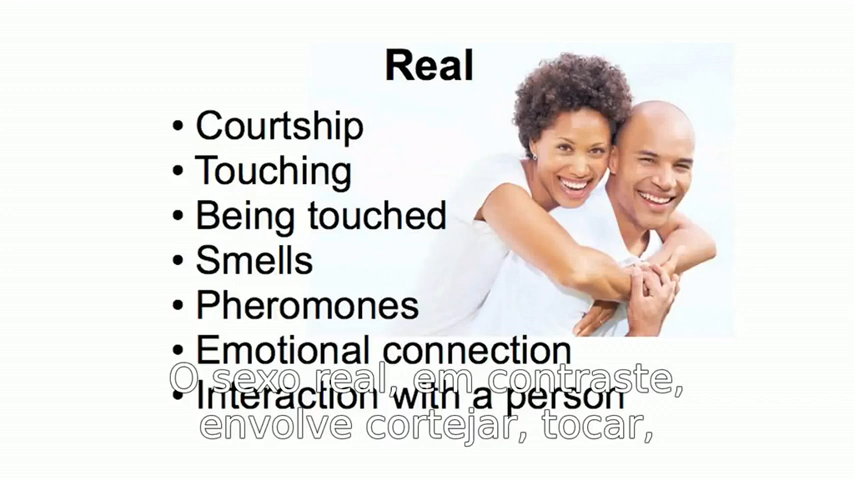 Real
• Courtship
• Touching
• Being touched
• Smells
• Pheromones
• Emotional connection
• Interaction with a person
O sexo real, em contraste,
envolve cortejar, tocar,